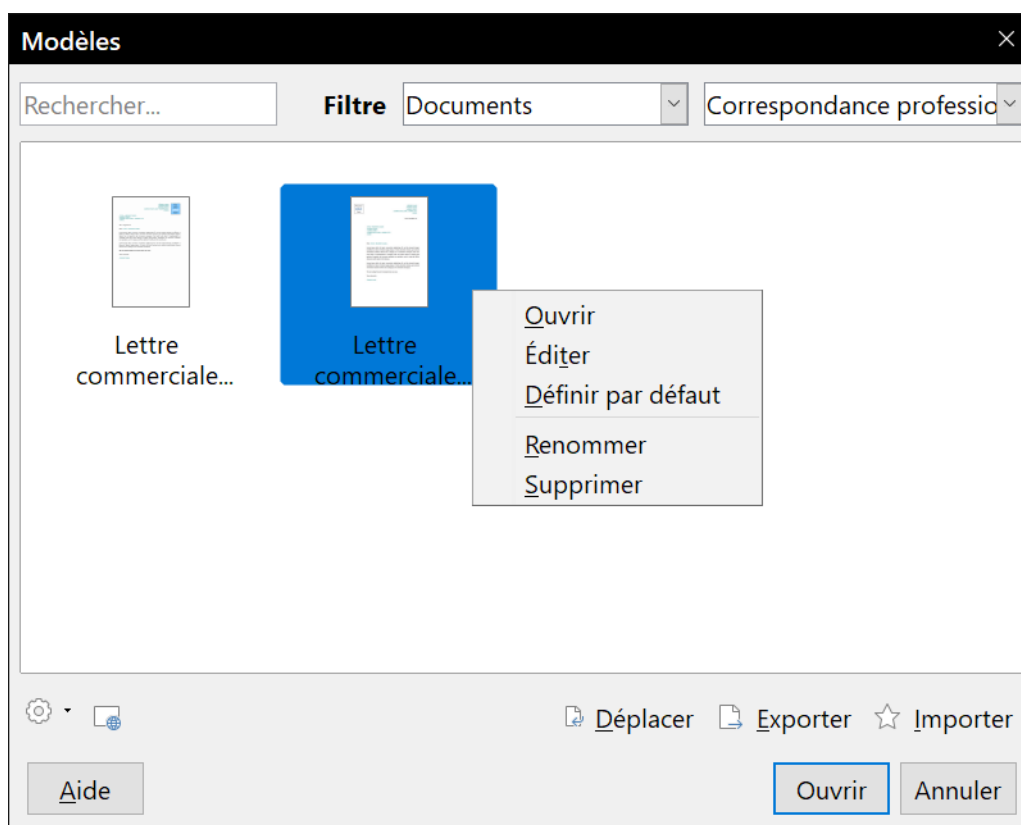 Modèles
Rechercher... Filtre Documents Correspondance professio
Lettre
commerciale...
Lettre
commerciale...
Ouvrir
Éditer
Définir par défaut
Renommer
Supprimer
Déplacer Exporter Importer
Aide Ouvrir Annuler